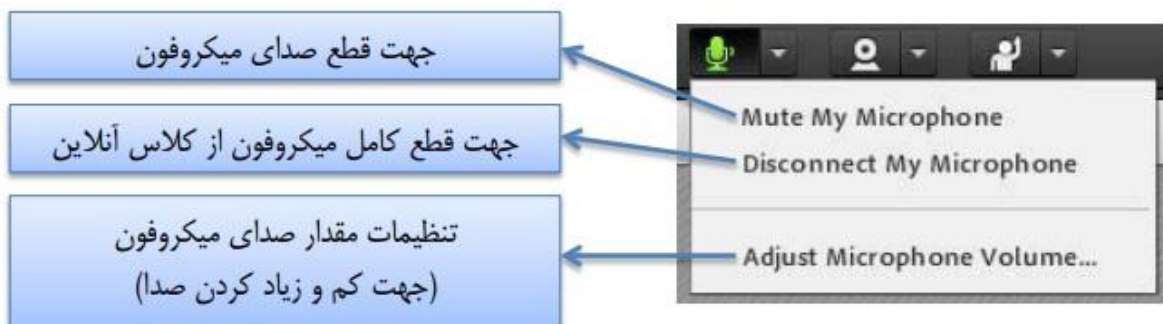 جهت قطع صدای میکروفون
Mute My Microphone
جهت قطع کامل میکروفون از کلاس آنلاین
Disconnect My Microphone
تنظیمات مقدار صدای میکروفون
(جهت کم و زیاد کردن صدا)
Adjust Microphone Volume...